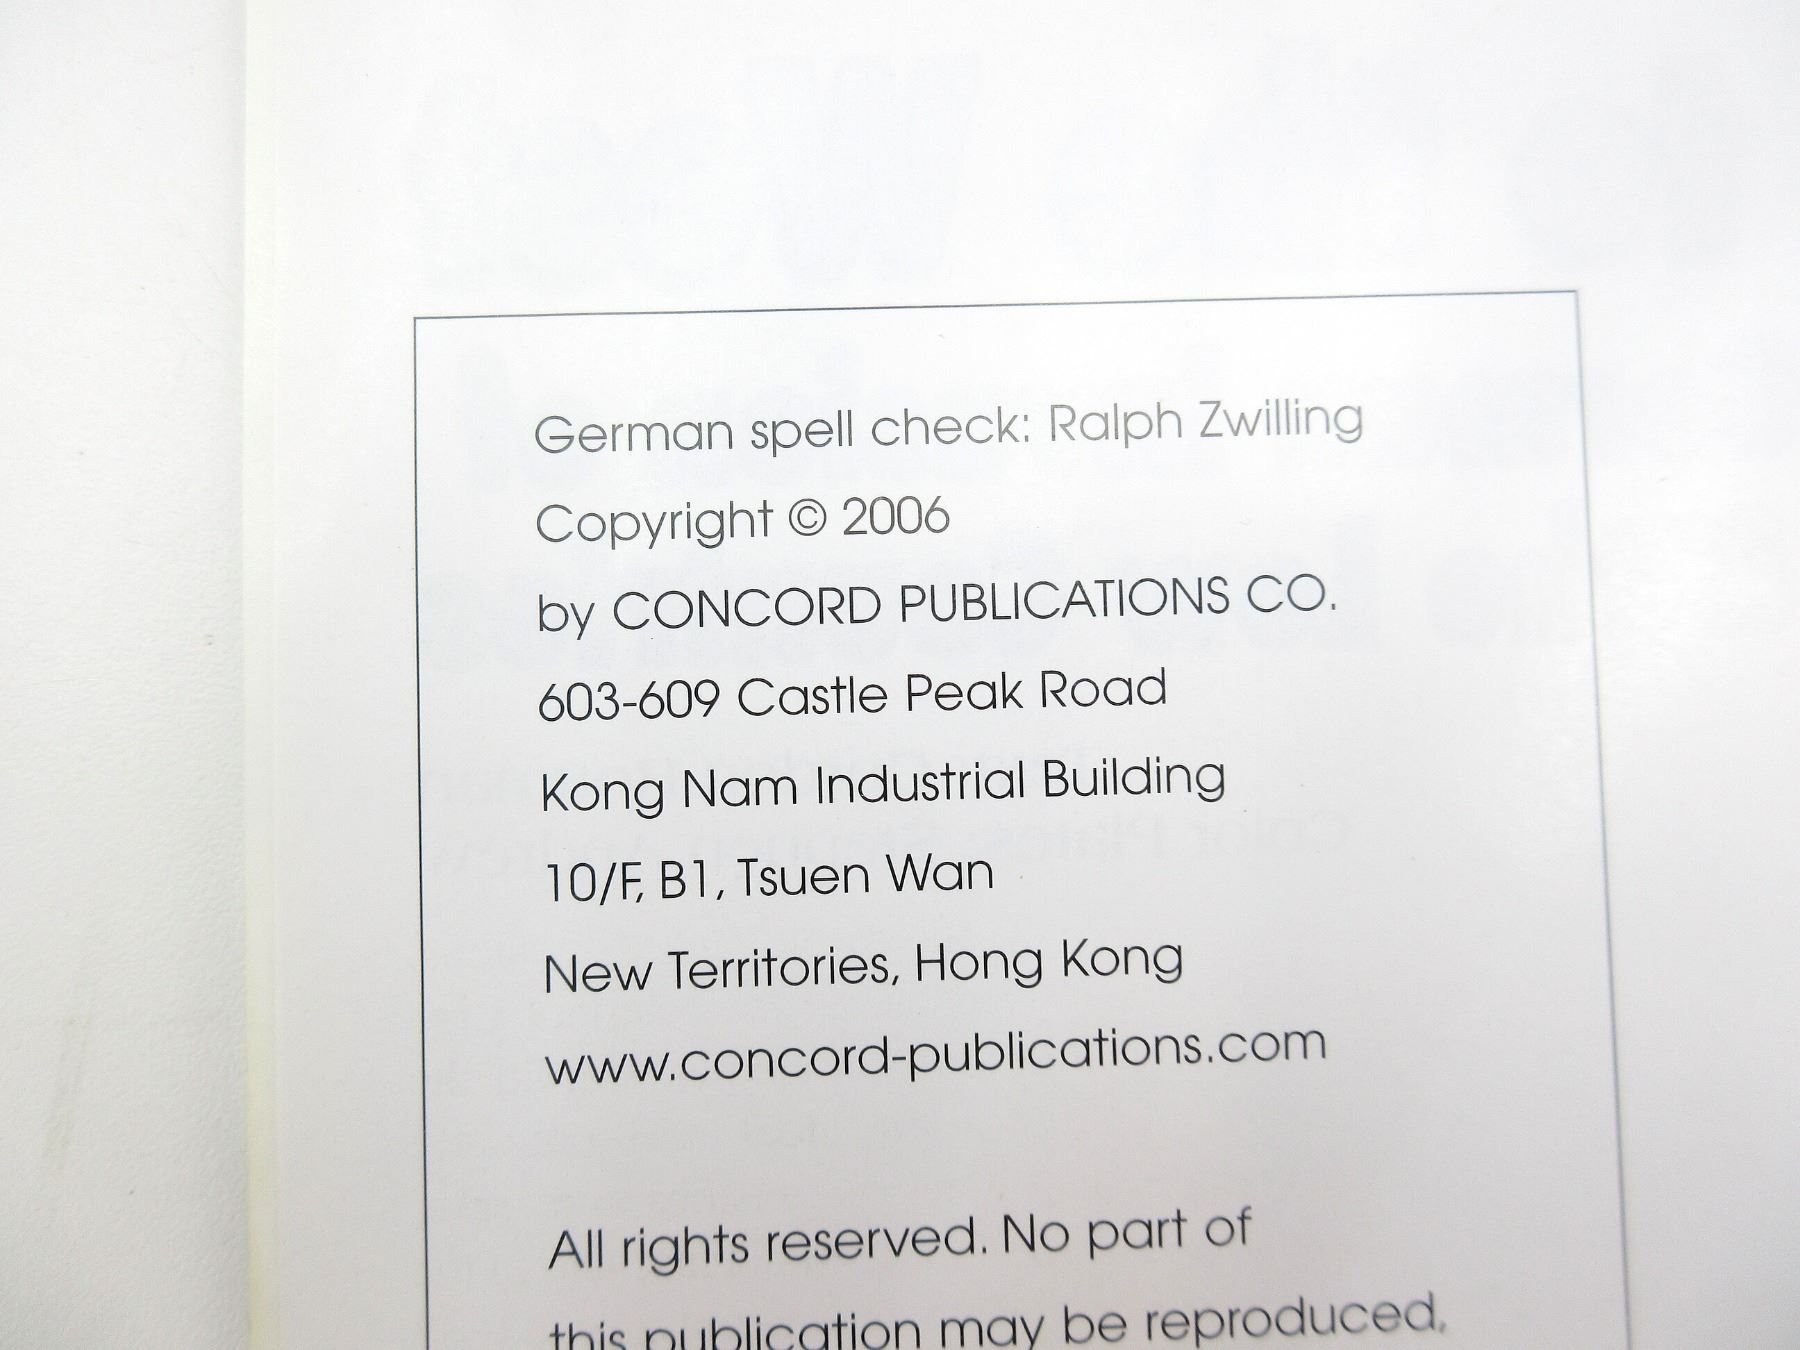 German spell check: Ralph Zwilling
Copyright © 2006
by CONCORD PUBLICATIONS CO.
603-609 Castle Peak Road
Kong Nam Industrial Building
10/F, B1, Tsuen Wan
New Territories, Hong Kong
www.concord-publications.com
All rights reserved. No part of
this publication may be reproduced,